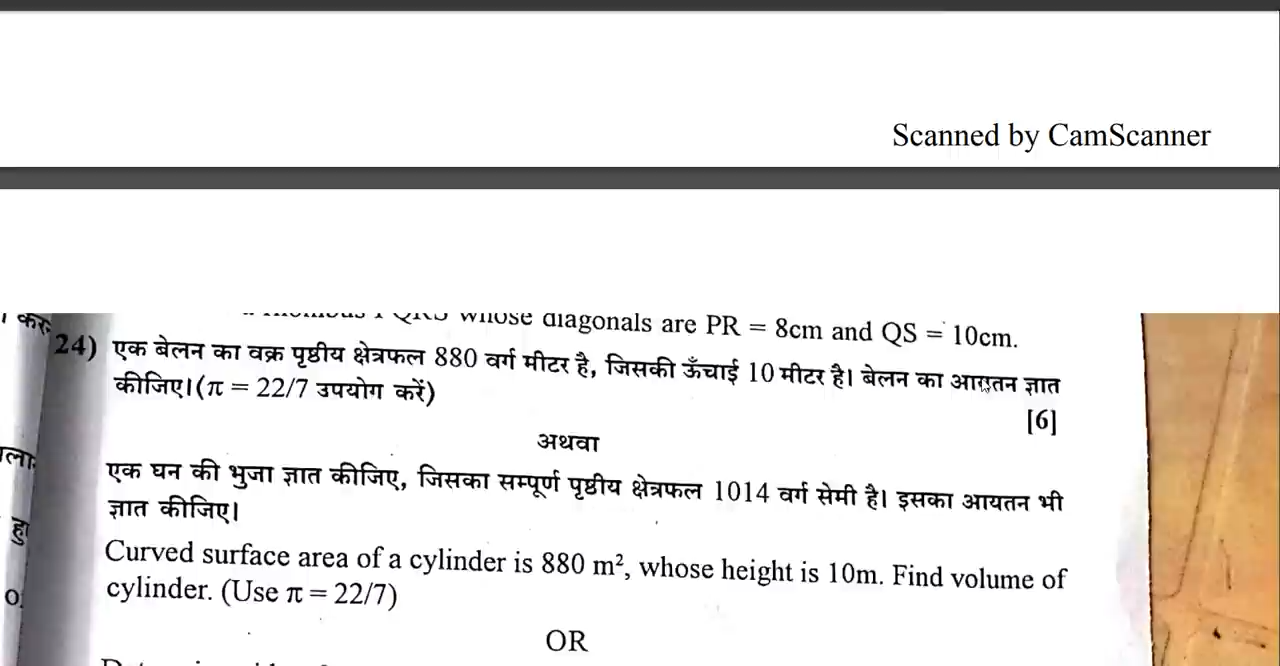 Scanned by CamScanner
whose diagonals are PR = 8cm and QS = 10cm.
24) एक बेलन का वक्र पृष्ठीय क्षेत्रफल 880 वर्ग मीटर है, जिसकी ऊँचाई 10 मीटर है। बेलन का आयतन ज्ञात
कीजिए।(π = 22/7 उपयोग करें)
[6]
अथवा
एक घन की भुजा ज्ञात कीजिए, जिसका सम्पूर्ण पृष्ठीय क्षेत्रफल 1014 वर्ग सेमी है। इसका आयतन भी
ज्ञात कीजिए।
Curved surface area of a cylinder is 880 m², whose height is 10m. Find volume of
cylinder. (Use π = 22/7)
OR